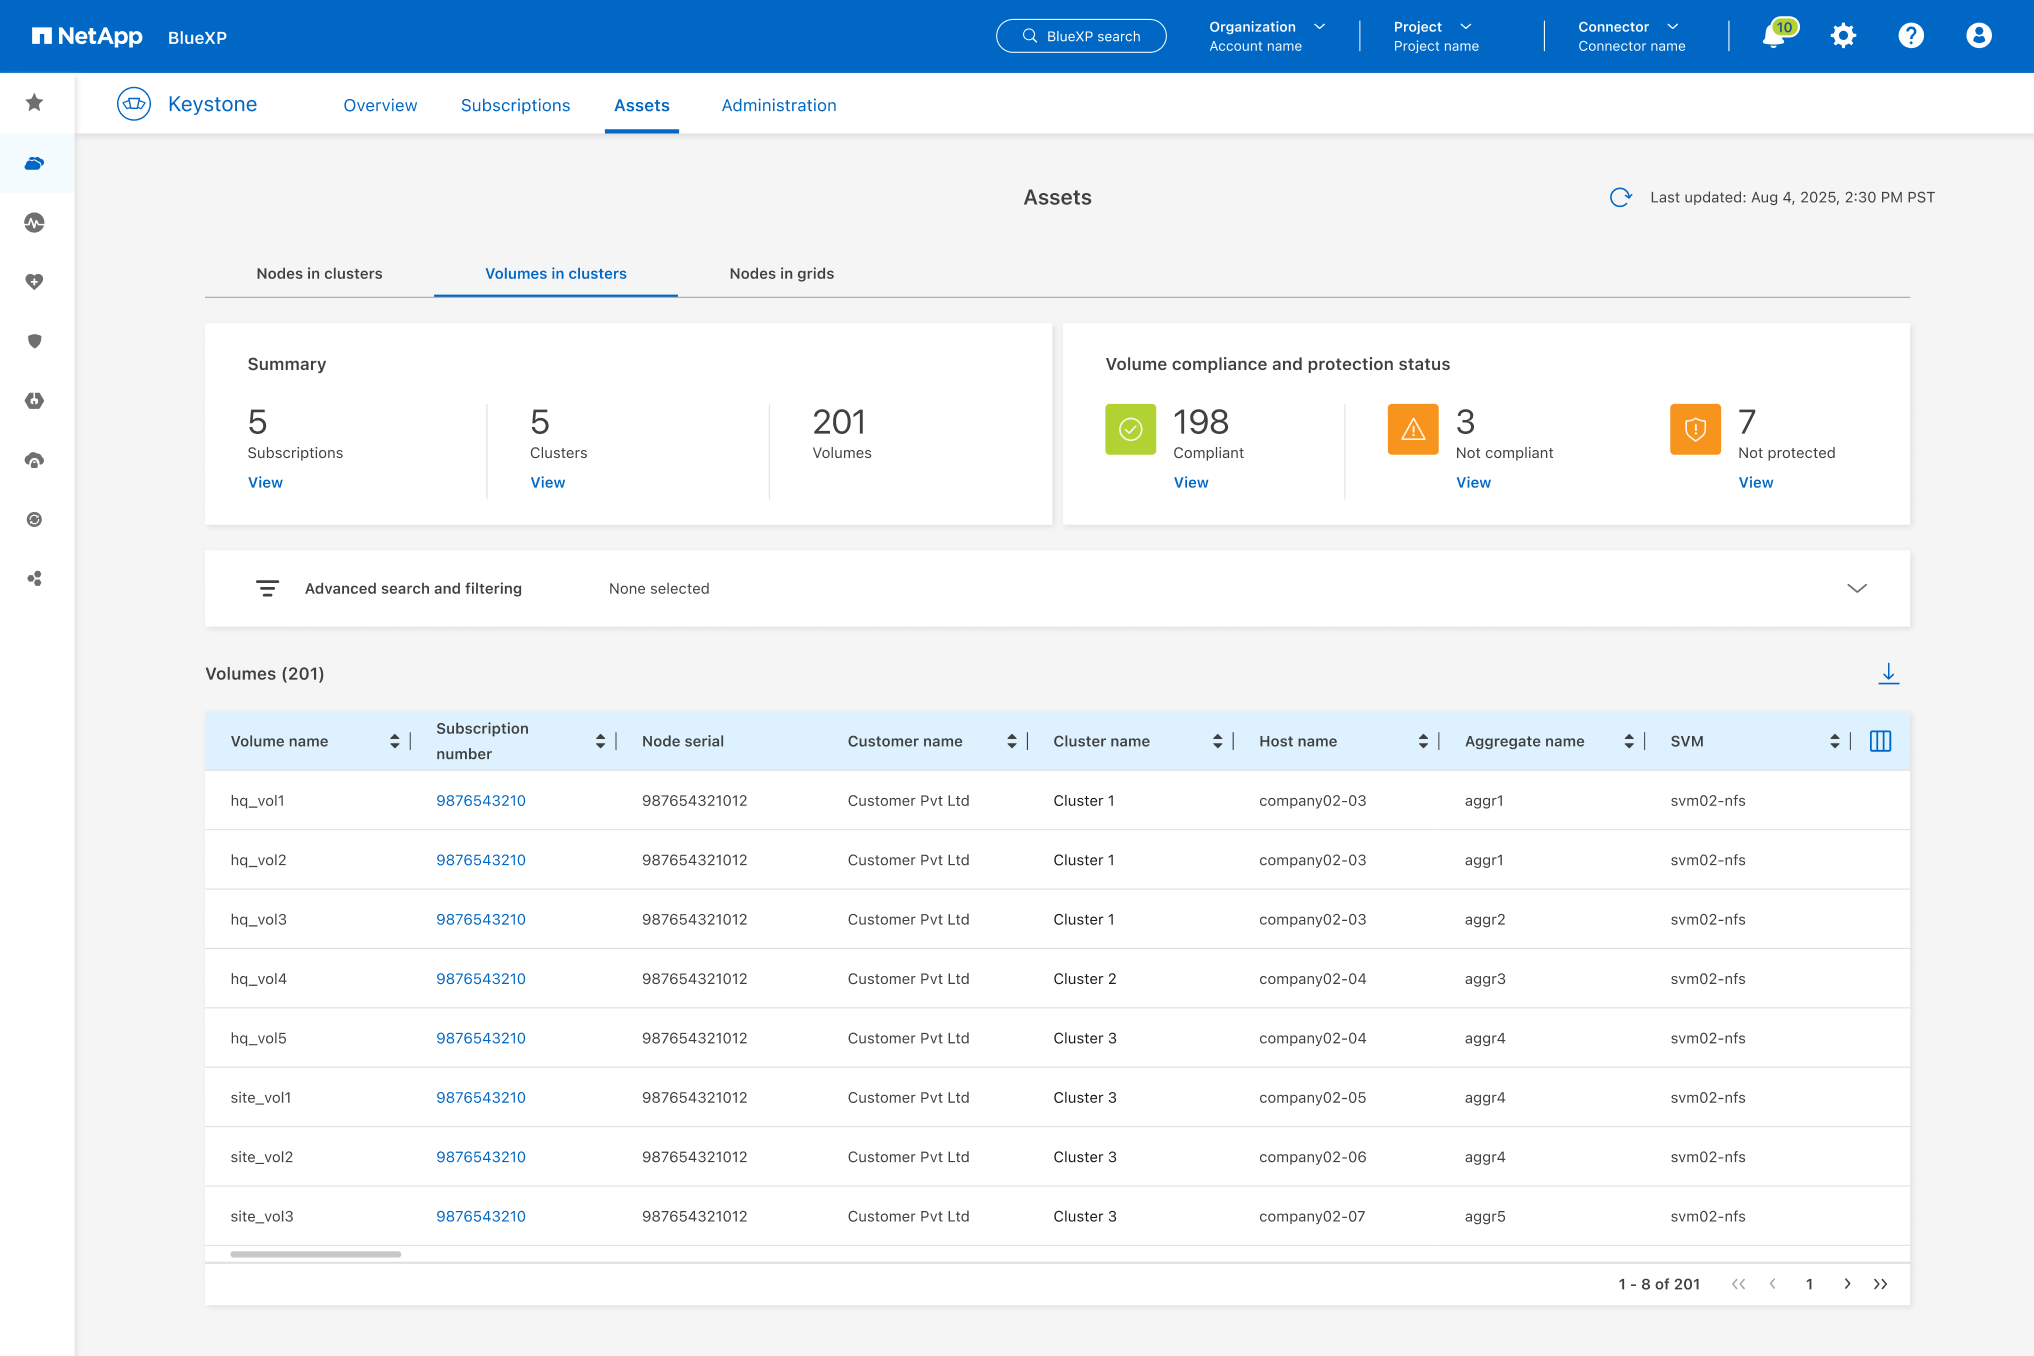 NetApp BlueXP
BlueXP search
Organization
Account name
Project
Project name
Connector
Connector name
10
Keystone
Overview
Subscriptions
Assets
Administration
Assets
Last updated: Aug 4, 2025, 2:30 PM PST
Nodes in clusters
Volumes in clusters
Nodes in grids
Summary
5
Subscriptions
View
5
Clusters
View
201
Volumes
Volume compliance and protection status
198
Compliant
View
3
Not compliant
View
7
Not protected
View
Advanced search and filtering
None selected
Volumes (201)
Volume name
Subscription
number
Node serial
Customer name
Cluster name
Host name
Aggregate name
SVM
hq_vol1 9876543210 987654321012 Customer Pvt Ltd Cluster 1 company02-03 aggr1 svm02-nfs
hq_vol2 9876543210 987654321012 Customer Pvt Ltd Cluster 1 company02-03 aggr1 svm02-nfs
hq_vol3 9876543210 987654321012 Customer Pvt Ltd Cluster 1 company02-03 aggr2 svm02-nfs
hq_vol4 9876543210 987654321012 Customer Pvt Ltd Cluster 2 company02-04 aggr3 svm02-nfs
hq_vol5 9876543210 987654321012 Customer Pvt Ltd Cluster 3 company02-04 aggr4 svm02-nfs
site_vol1 9876543210 987654321012 Customer Pvt Ltd Cluster 3 company02-05 aggr4 svm02-nfs
site_vol2 9876543210 987654321012 Customer Pvt Ltd Cluster 3 company02-06 aggr4 svm02-nfs
site_vol3 9876543210 987654321012 Customer Pvt Ltd Cluster 3 company02-07 aggr5 svm02-nfs
1 - 8 of 201
1